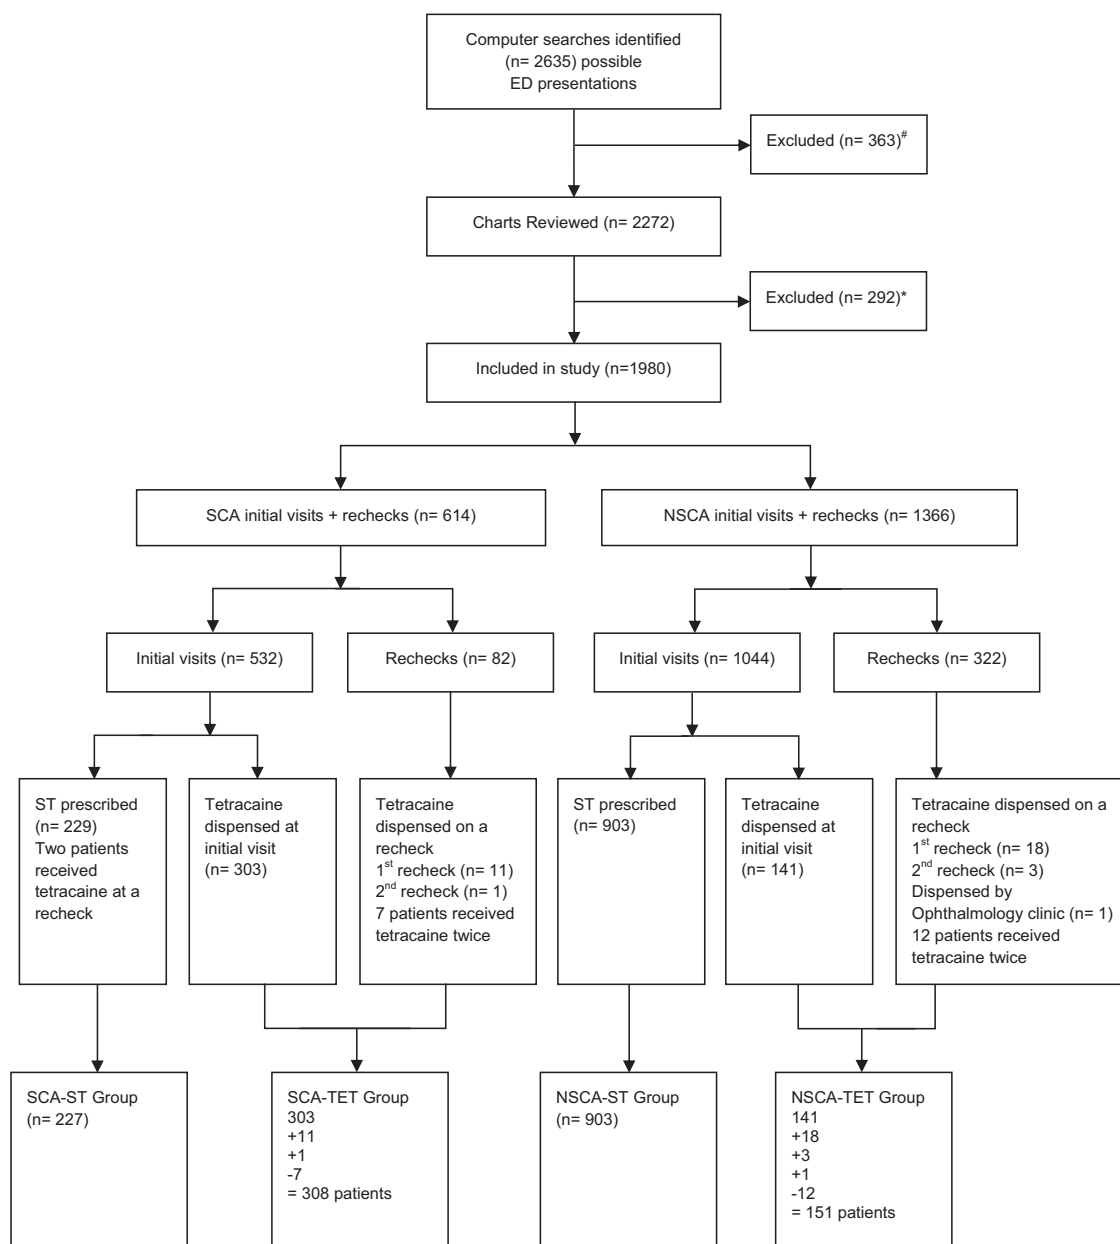 Computer searches identified
(n= 2635) possible
ED presentations
Excluded (n= 363)#
Charts Reviewed (n= 2272)
Excluded (n= 292)*
Included in study (n=1980)
SCA initial visits + rechecks (n= 614)
NSCA initial visits + rechecks (n= 1366)
Initial visits (n= 532)
Rechecks (n= 82)
Initial visits (n= 1044)
Rechecks (n= 322)
ST prescribed
(n= 229)
Two patients
received
tetracaine at a
recheck
Tetracaine
dispensed at
initial visit
(n= 303)
Tetracaine
dispensed on a
recheck
1st recheck (n= 11)
2nd recheck (n= 1)
7 patients received
tetracaine twice
ST prescribed
(n= 903)
Tetracaine
dispensed at
initial visit
(n= 141)
Tetracaine dispensed on a
recheck
1st recheck (n= 18)
2nd recheck (n= 3)
Dispensed by
Ophthalmology clinic (n= 1)
12 patients received
tetracaine twice
SCA-ST Group
(n= 227)
SCA-TET Group
303
+11
+1
-7
= 308 patients
NSCA-ST Group
(n= 903)
NSCA-TET Group
141
+18
+3
+1
-12
= 151 patients